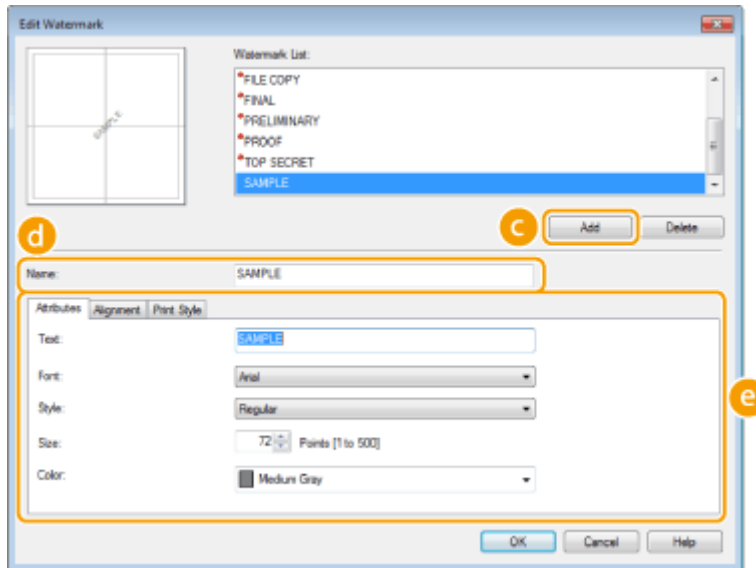 Edit Watermark
Watermark List:
*FILE COPY
*FINAL
*PRELIMINARY
*PROOF
*TOP SECRET
SAMPLE
SAMPLE
c
Add
Delete
d
Name:
SAMPLE
Attributes
Alignment
Print Style
Text:
SAMPLE
Font:
Arial
Style:
Regular
e
Size:
72 Points [1 to 500]
Color:
Medium Gray
OK
Cancel
Help